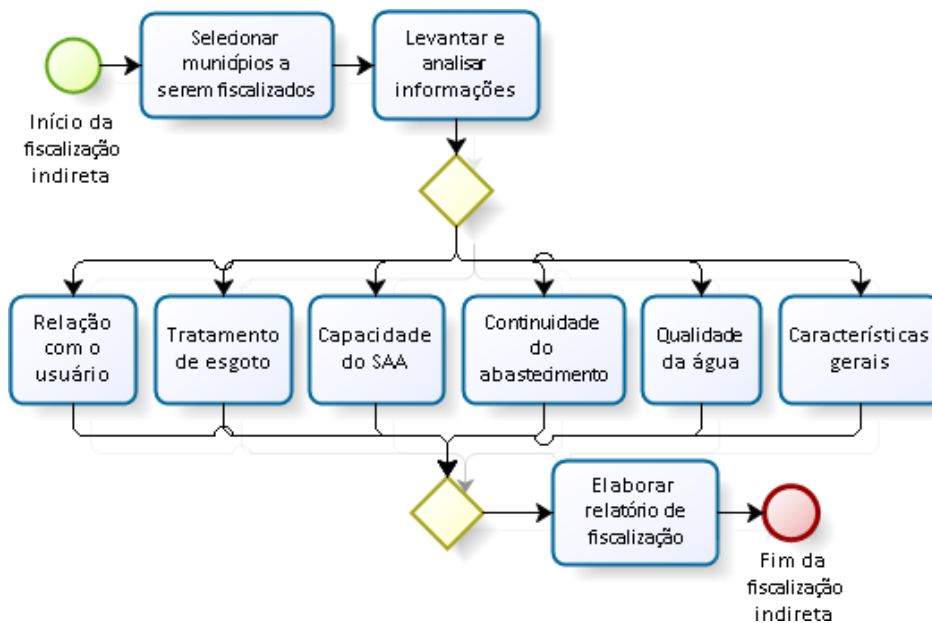 Selecionar
municípios a
serem fiscalizados
Levantar e
analisar
informações
Início da
fiscalização
indireta
Relação
com o
usuário
Tratamento
de esgoto
Capacidade
do SAA
Continuidade
do
abastecimento
Qualidade
da água
Características
gerais
Elaborar
relatório de
fiscalização
Fim da
fiscalização
indireta